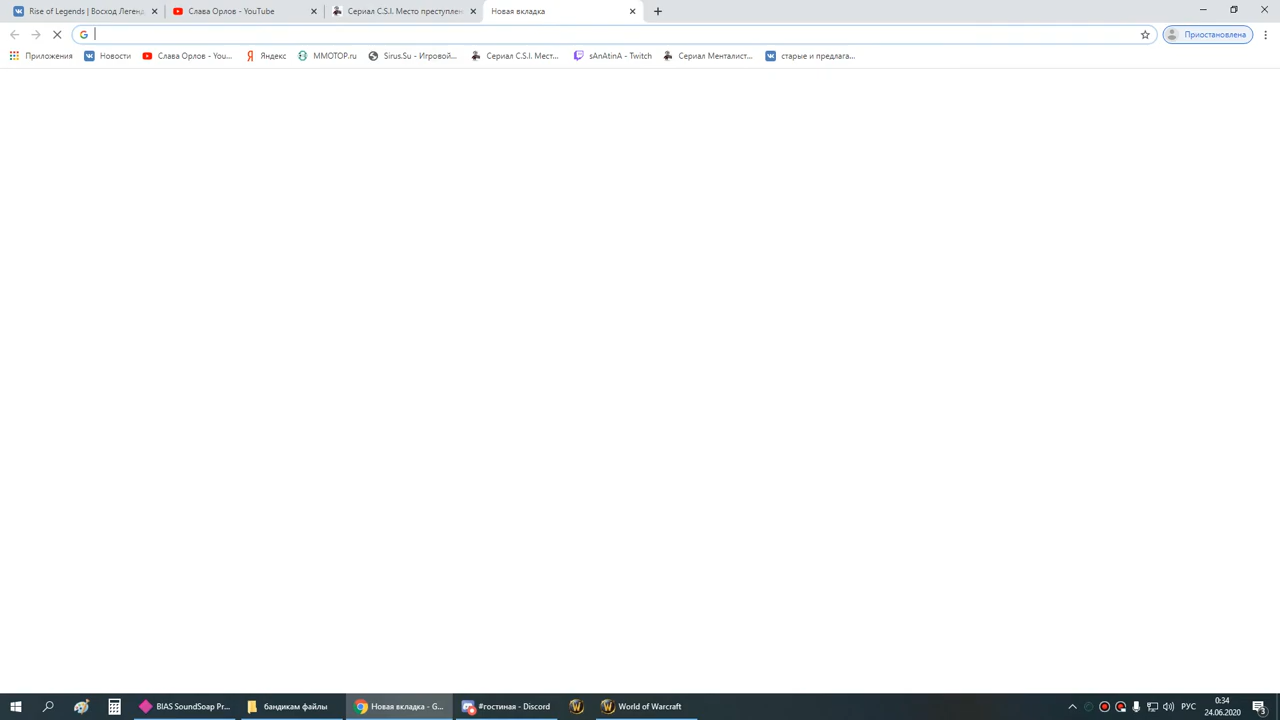 Rise of Legends | Восход Леген
Слава Орлов - YouTube
Сериал C.S.I. Место преступлен
Новая вкладка
Приостановлена
Приложения
Новости
Слава Орлов - You...
Яндекс
MMOTOP.ru
Sirus.Su - Игровой...
Сериал C.S.I. Мест...
sAnAtinA - Twitch
Сериал Менталист...
старые и предлага...
BIAS SoundSoap Pr...
бандикам файлы
Новая вкладка - G...
#гостиная - Discord
World of Warcraft
РУС
0:34
24.06.2020
3